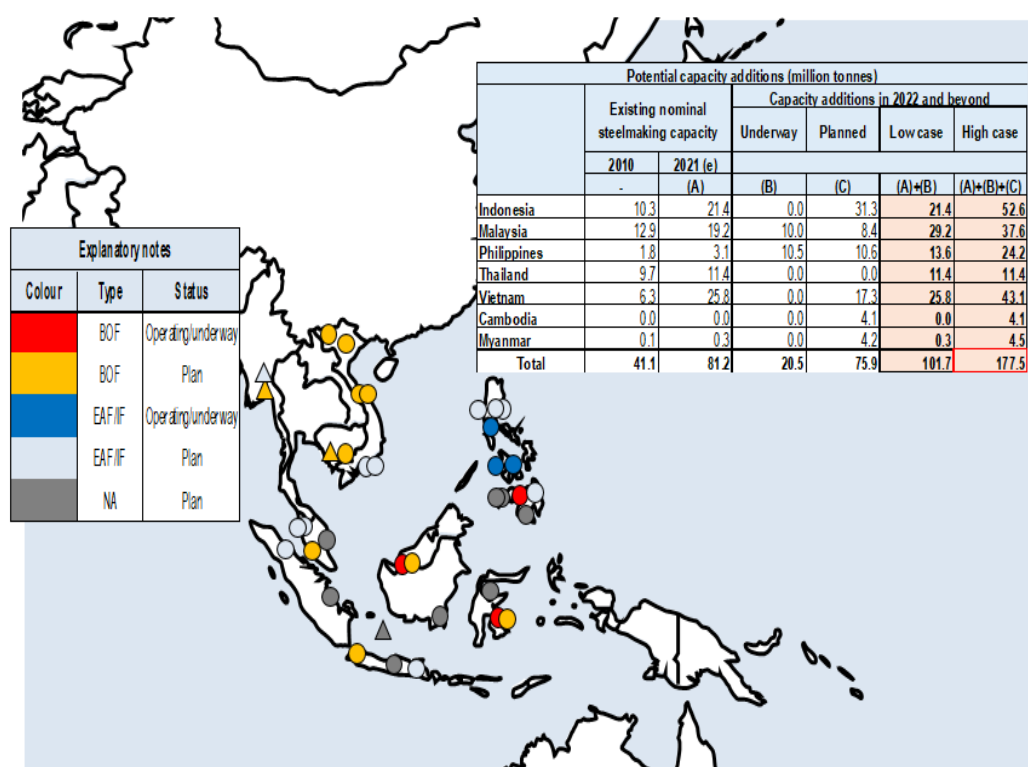 Potential capacity additions (million tonnes)
Existing nominal steelmaking capacity Capacity additions in 2022 and beyond
Underway Planned Low case High case
2010 2021 (e)
- (A) (B) (C) (A)+(B) (A)+(B)+(C)
Indonesia 10.3 21.4 0.0 31.3 21.4 52.6
Malaysia 12.9 19.2 10.0 8.4 29.2 37.6
Philippines 1.8 3.1 10.5 10.6 13.6 24.2
Thailand 9.7 11.4 0.0 0.0 11.4 11.4
Vietnam 6.3 25.8 0.0 17.3 25.8 43.1
Cambodia 0.0 0.0 0.0 4.1 0.0 4.1
Myanmar 0.1 0.3 0.0 4.2 0.3 4.5
Total 41.1 81.2 20.5 75.9 101.7 177.5
Explanatory notes
Colour Type Status
BOF Operating/underway
BOF Plan
EAF/IF Operating/underway
EAF/IF Plan
NA Plan